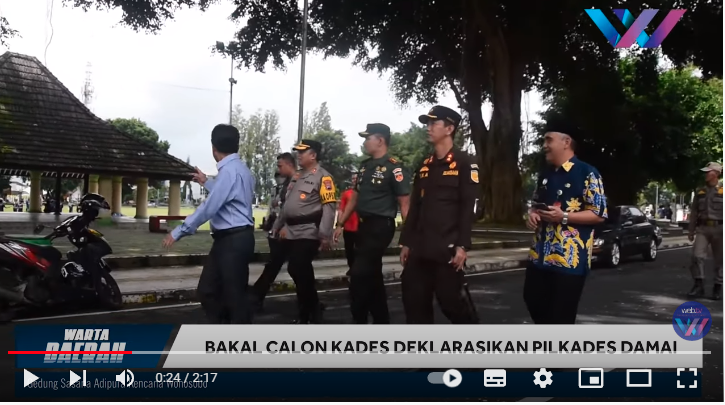 W
WARTA
DAERAH
BAKAL CALON KADES DEKLARASIKAN PILKADES DAMAI
Gedung Sasana Adipura Kencana Wonosobo
0:24 / 2:17